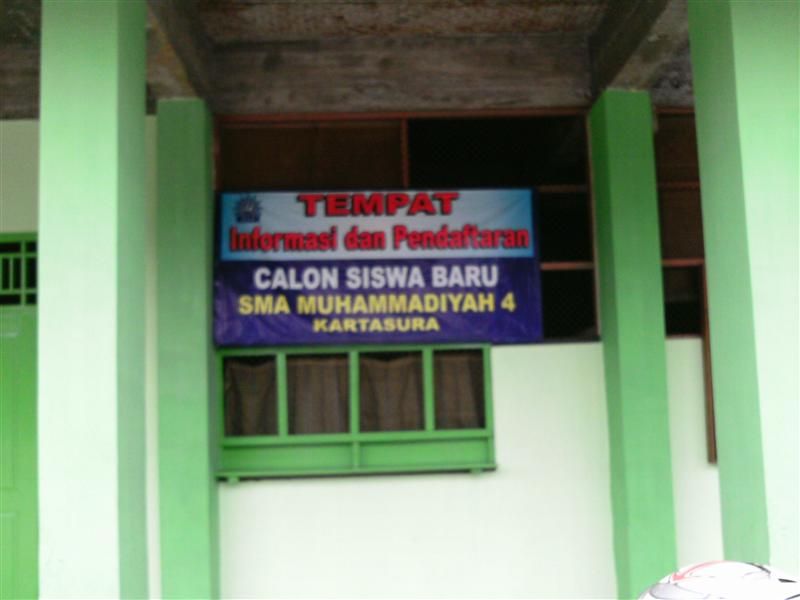 TEMPAT
Informasi dan Pendaftaran
CALON SISWA BARU
SMA MUHAMMADIYAH 4
KARTASURA